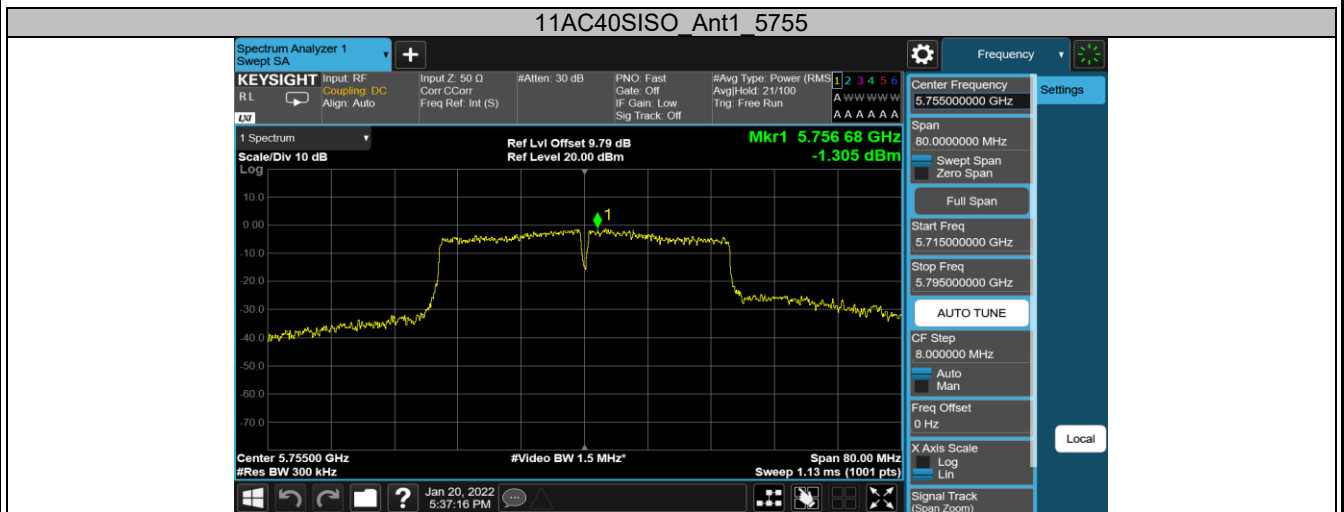 11AC40SISO_Ant1_5755
Spectrum Analyzer 1
Swept SA
+
Frequency
KEYSIGHT
RL
LXI
Input: RF
Coupling: DC
Align: Auto
Input Z: 50 Ω
Corr CCorr
Freq Ref: Int (S)
#Atten: 30 dB
PNO: Fast
Gate: Off
IF Gain: Low
Sig Track: Off
#Avg Type: Power (RMS
Avg|Hold: 21/100
Trig: Free Run
1 2 3 4 5 6
A W W W W W
A A A A A A
1 Spectrum
Scale/Div 10 dB
Log
Ref Lvl Offset 9.79 dB
Ref Level 20.00 dBm
Mkr1 5.756 68 GHz
-1.305 dBm
10.0
0.00
-10.0
-20.0
-30.0
-40.0
-50.0
-60.0
-70.0
1
Center 5.75500 GHz
#Res BW 300 kHz
#Video BW 1.5 MHz*
Span 80.00 MHz
Sweep 1.13 ms (1001 pts)
?
Jan 20, 2022
5:37:16 PM
Center Frequency
5.755000000 GHz
Span
80.0000000 MHz
Swept Span
Zero Span
Full Span
Start Freq
5.715000000 GHz
Stop Freq
5.795000000 GHz
AUTO TUNE
CF Step
8.000000 MHz
Auto
Man
Freq Offset
0 Hz
X Axis Scale
Log
Lin
Signal Track
(Span Zoom)
Settings
Local